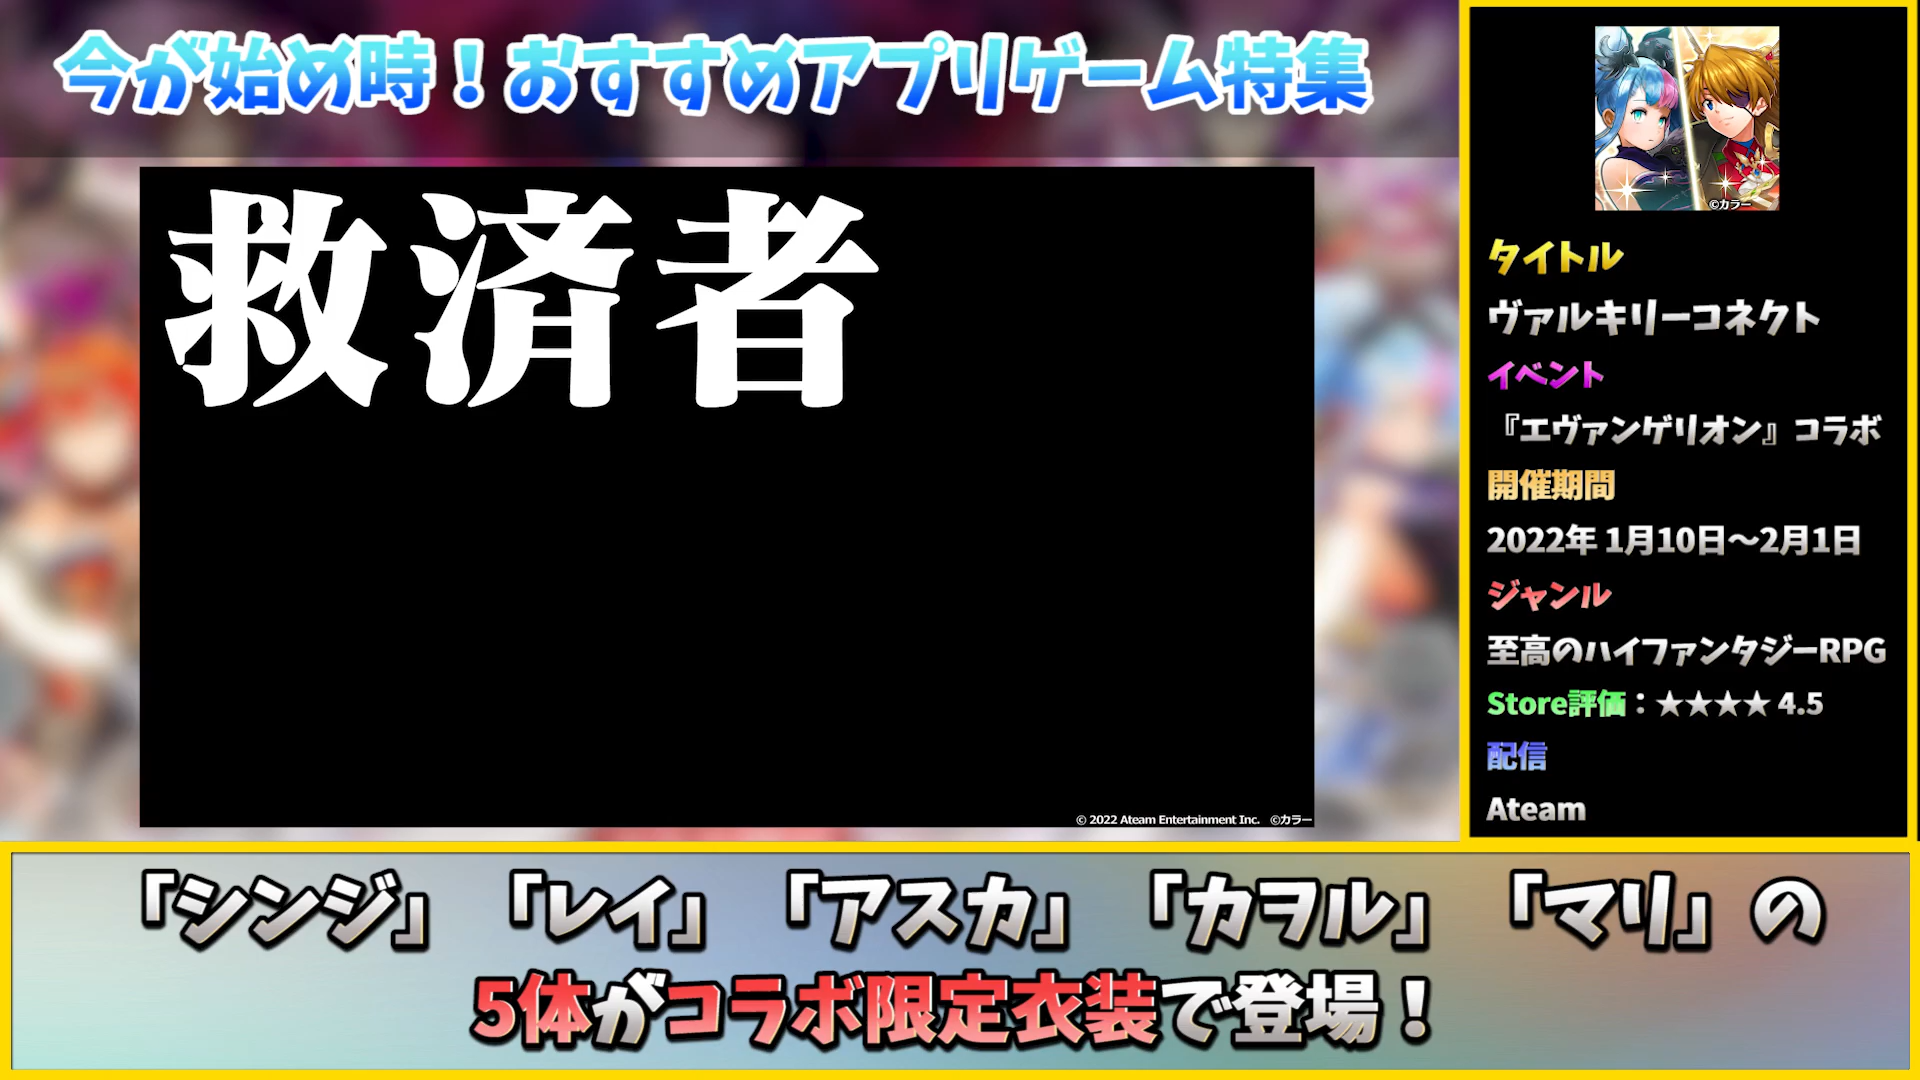 今が始め時！おすすめアプリゲーム特集
救済者
© 2022 Ateam Entertainment Inc. ©カラー
©カラー
タイトル
ヴァルキリーコネクト
イベント
『エヴァンゲリオン』コラボ
開催期間
2022年 1月10日～2月1日
ジャンル
至高のハイファンタジーRPG
Store評価：★★★★ 4.5
配信
Ateam
「シンジ」「レイ」「アスカ」「カヲル」「マリ」の
5体がコラボ限定衣装で登場！